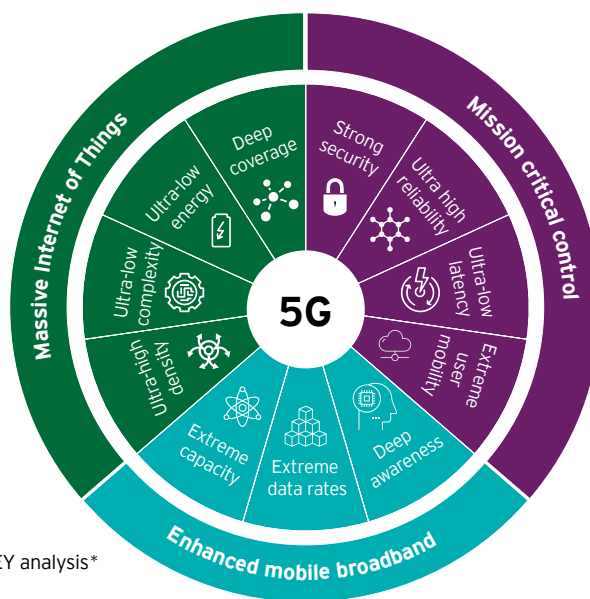 Massive Internet of Things
Mission critical control
Enhanced mobile broadband
Deep
coverage
Strong
security
Ultra-low
energy
Ultra high
reliability
Ultra-low
complexity
Ultra-low
latency
Ultra-high
density
Extreme
user
mobility
Extreme
capacity
Extreme
data rates
Deep
awareness
5G
EY analysis*